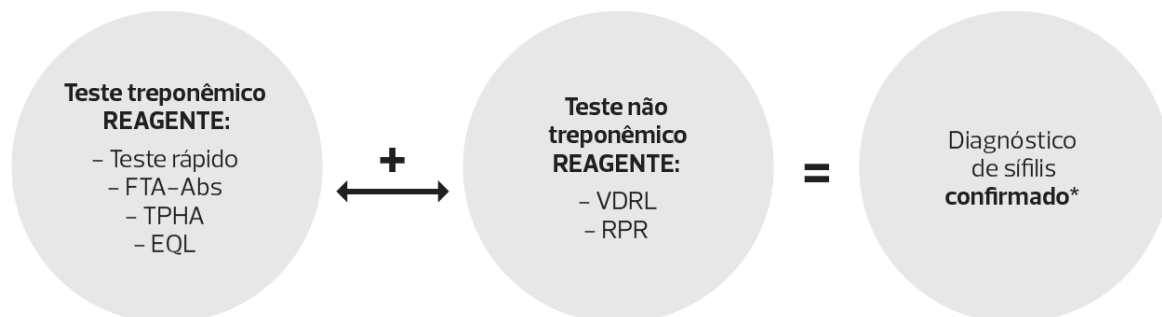 Teste treponêmico
REAGENTE:
– Teste rápido
– FTA-Abs
– TPHA
– EQL
+
Teste não
treponêmico
REAGENTE:
– VDRL
– RPR
=
Diagnóstico
de sífilis
confirmado*